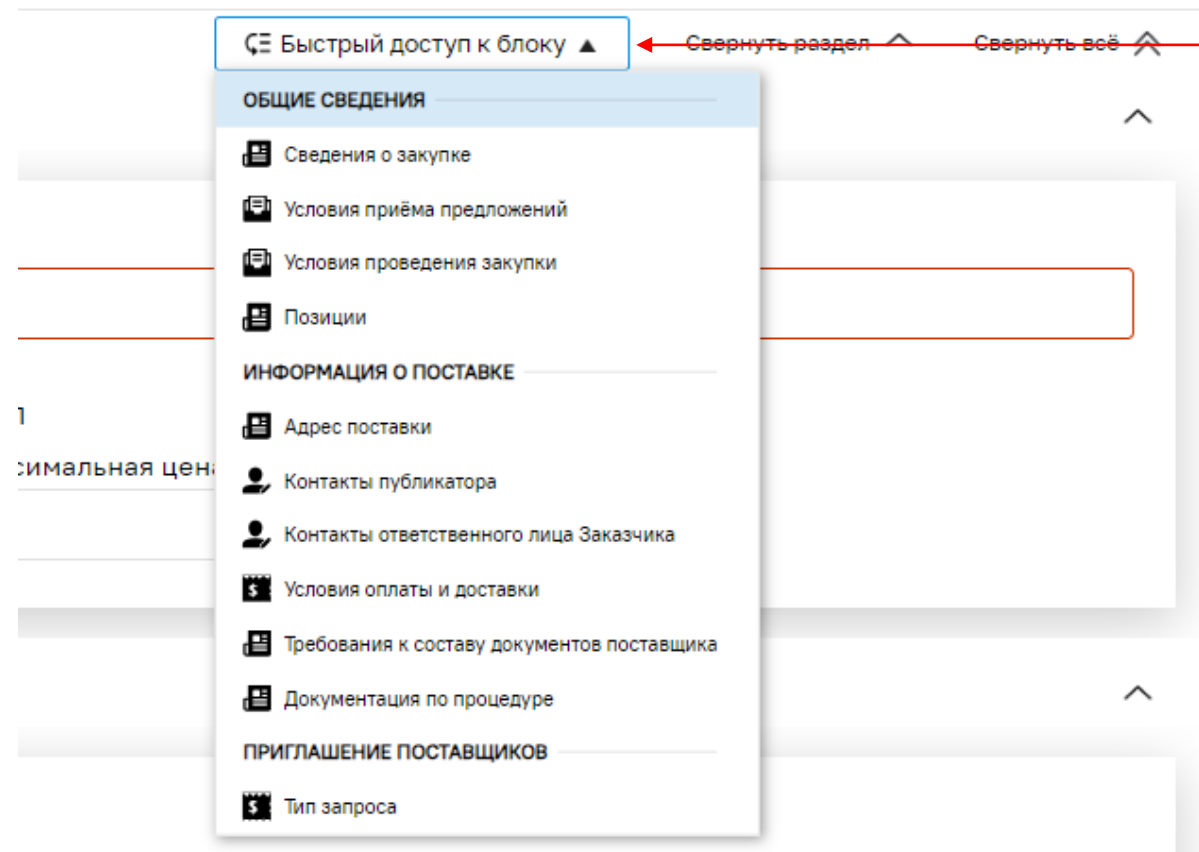 Быстрый доступ к блоку
Свернуть раздел
Свернуть всё
ОБЩИЕ СВЕДЕНИЯ
Сведения о закупке
Условия приёма предложений
Условия проведения закупки
Позиции
ИНФОРМАЦИЯ О ПОСТАВКЕ
Адрес поставки
симальная цена
Контакты публикатора
Контакты ответственного лица Заказчика
Условия оплаты и доставки
Требования к составу документов поставщика
Документация по процедуре
ПРИГЛАШЕНИЕ ПОСТАВЩИКОВ
Тип запроса